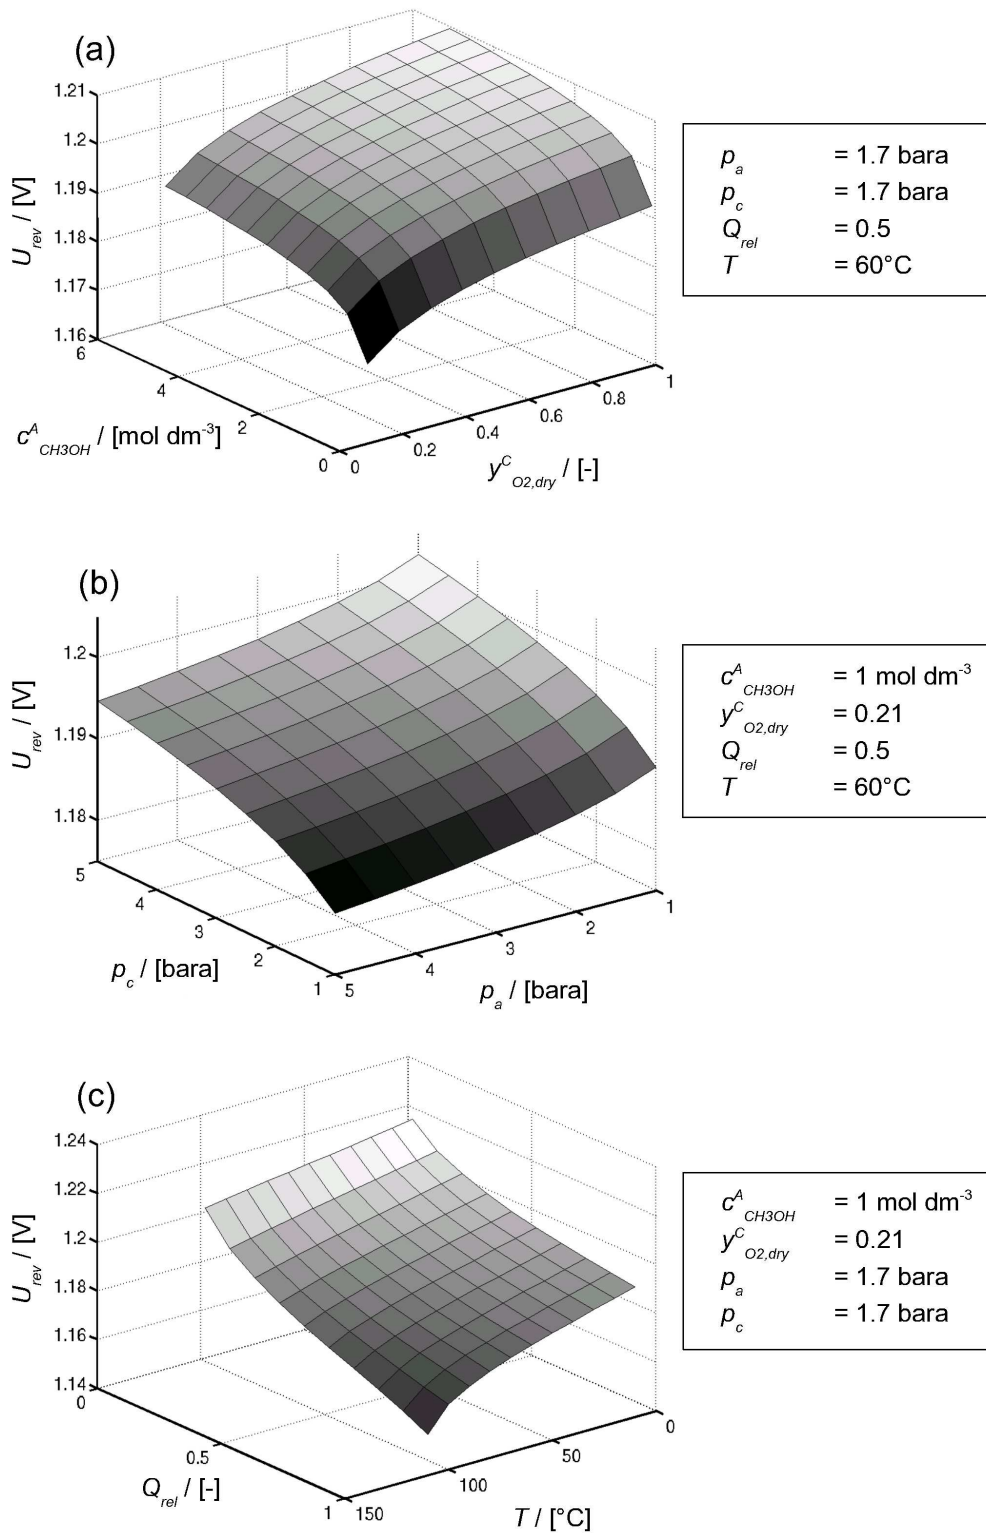 (a)
1.21
1.2
1.19
1.18
1.17
1.16
U_rev / [V]
6
4
2
0
c^A_CH3OH / [mol dm^-3]
0
0.2
0.4
0.6
0.8
1
y^C_O2,dry / [-]
p_a = 1.7 bara
p_c = 1.7 bara
Q_rel = 0.5
T = 60°C
(b)
1.2
1.19
1.18
U_rev / [V]
5
4
3
2
1
p_c / [bara]
5
4
3
2
1
p_a / [bara]
c^A_CH3OH = 1 mol dm^-3
y^C_O2,dry = 0.21
Q_rel = 0.5
T = 60°C
(c)
1.24
1.22
1.2
1.18
1.16
1.14
U_rev / [V]
0
0.5
1
Q_rel / [-]
150
100
50
0
T / [°C]
c^A_CH3OH = 1 mol dm^-3
y^C_O2,dry = 0.21
p_a = 1.7 bara
p_c = 1.7 bara